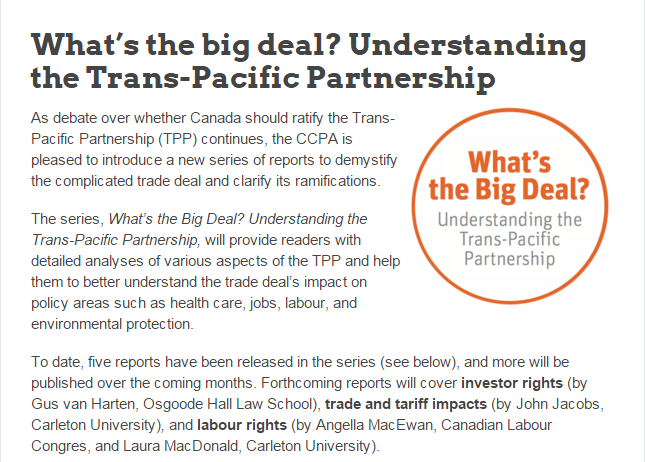 What's the big deal? Understanding
the Trans-Pacific Partnership
As debate over whether Canada should ratify the Trans-
Pacific Partnership (TPP) continues, the CCPA is
pleased to introduce a new series of reports to demystify
the complicated trade deal and clarify its ramifications.
The series, What's the Big Deal? Understanding the
Trans-Pacific Partnership, will provide readers with
detailed analyses of various aspects of the TPP and help
them to better understand the trade deal's impact on
policy areas such as health care, jobs, labour, and
environmental protection.
What's
the Big Deal?
Understanding the
Trans-Pacific
Partnership
To date, five reports have been released in the series (see below), and more will be
published over the coming months. Forthcoming reports will cover investor rights (by
Gus van Harten, Osgoode Hall Law School), trade and tariff impacts (by John Jacobs,
Carleton University), and labour rights (by Angella MacEwan, Canadian Labour
Congres, and Laura MacDonald, Carleton University).